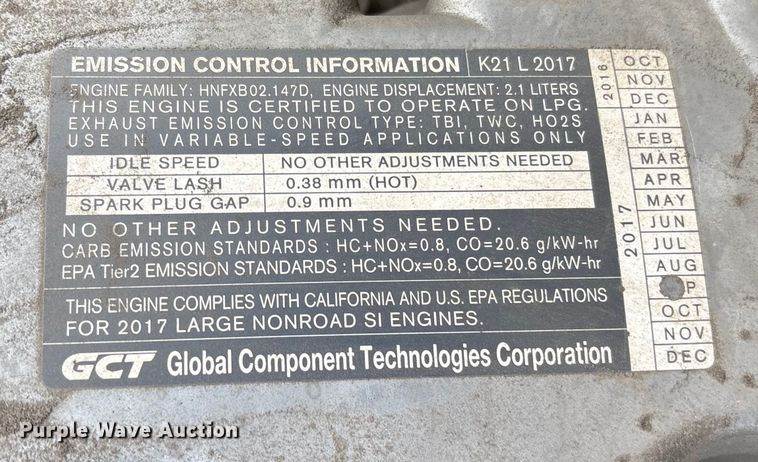 EMISSION CONTROL INFORMATION K21 L 2017
ENGINE FAMILY: HNFXB02.147D, ENGINE DISPLACEMENT: 2.1 LITERS
THIS ENGINE IS CERTIFIED TO OPERATE ON LPG.
EXHAUST EMISSION CONTROL TYPE: TBI, TWC, HO2S
USE IN VARIABLE-SPEED APPLICATIONS ONLY
IDLE SPEED NO OTHER ADJUSTMENTS NEEDED
VALVE LASH 0.38 mm (HOT)
SPARK PLUG GAP 0.9 mm
NO OTHER ADJUSTMENTS NEEDED.
CARB EMISSION STANDARDS : HC+NOx=0.8, CO=20.6 g/kW-hr
EPA Tier2 EMISSION STANDARDS : HC+NOx=0.8, CO=20.6 g/kW-hr
THIS ENGINE COMPLIES WITH CALIFORNIA AND U.S. EPA REGULATIONS
FOR 2017 LARGE NONROAD SI ENGINES.
GCT Global Component Technologies Corporation
2016
OCT
NOV
DEC
2017
JAN
FEB
MAR
APR
MAY
JUN
JUL
AUG
P
OCT
NOV
DEC
Purple Wave Auction